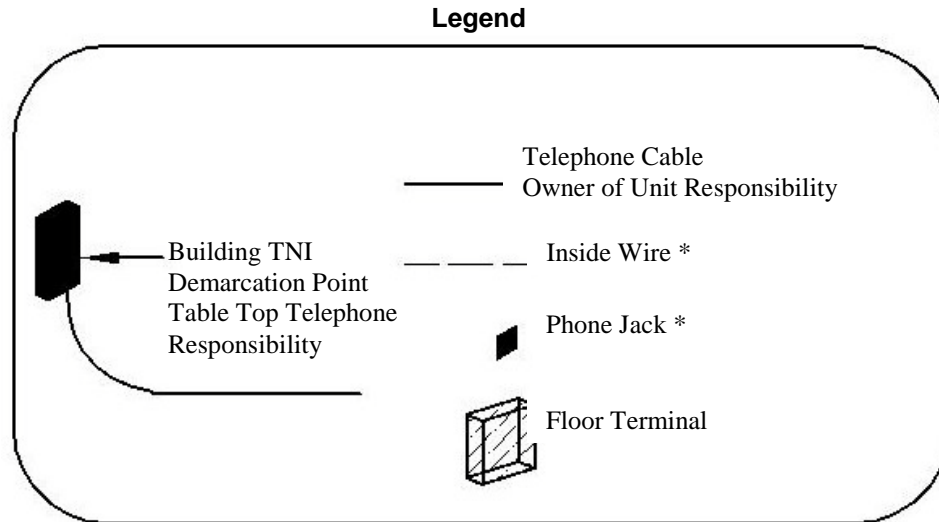 Legend
Telephone Cable
Owner of Unit Responsibility
Building TNI
Demarcation Point
Table Top Telephone
Responsibility
Inside Wire *
Phone Jack *
Floor Terminal